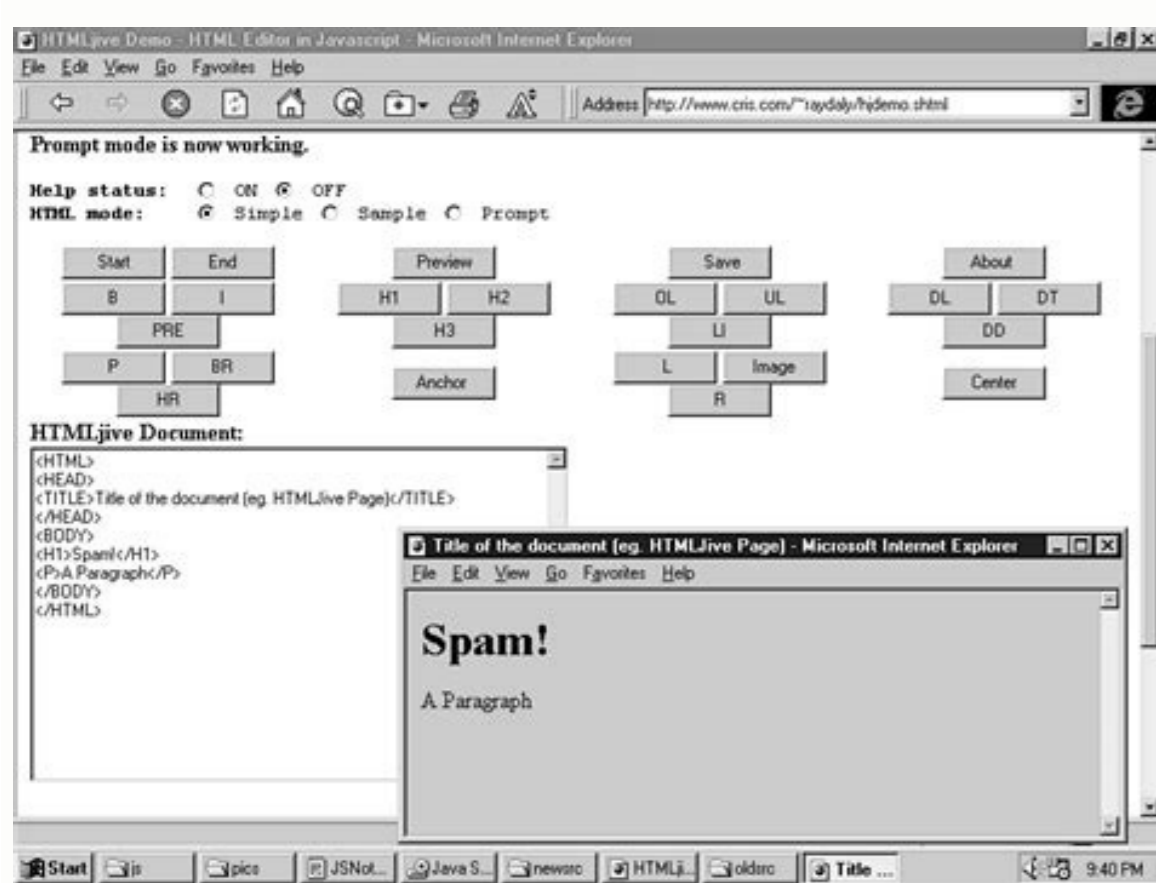 HTMLjive Demo - HTML Editor in Javascript - Microsoft Internet Explorer
File Edit View Go Favorites Help
Address http://www.cris.com/~raydaly/hjdemo.shtml
Prompt mode is now working.
Help status: ON OFF
HTML mode: Simple Sample Prompt
Start End Preview Save About
B I H1 H2 OL UL DL DT
PRE H3 LI DD
P BR Anchor L Image Center
HR R
HTMLjive Document:
<HTML>
<HEAD>
<TITLE>Title of the document (eg. HTMLJive Page)</TITLE>
</HEAD>
<BODY>
<H1>Spam!</H1>
<P>A Paragraph</P>
</BODY>
</HTML>
Title of the document (eg. HTMLJive Page) - Microsoft Internet Explorer
File Edit View Go Favorites Help
Spam!
A Paragraph
Start js pics JSNot... Java S... newsrc HTMLji... oldsrc Title ... 9:40 PM